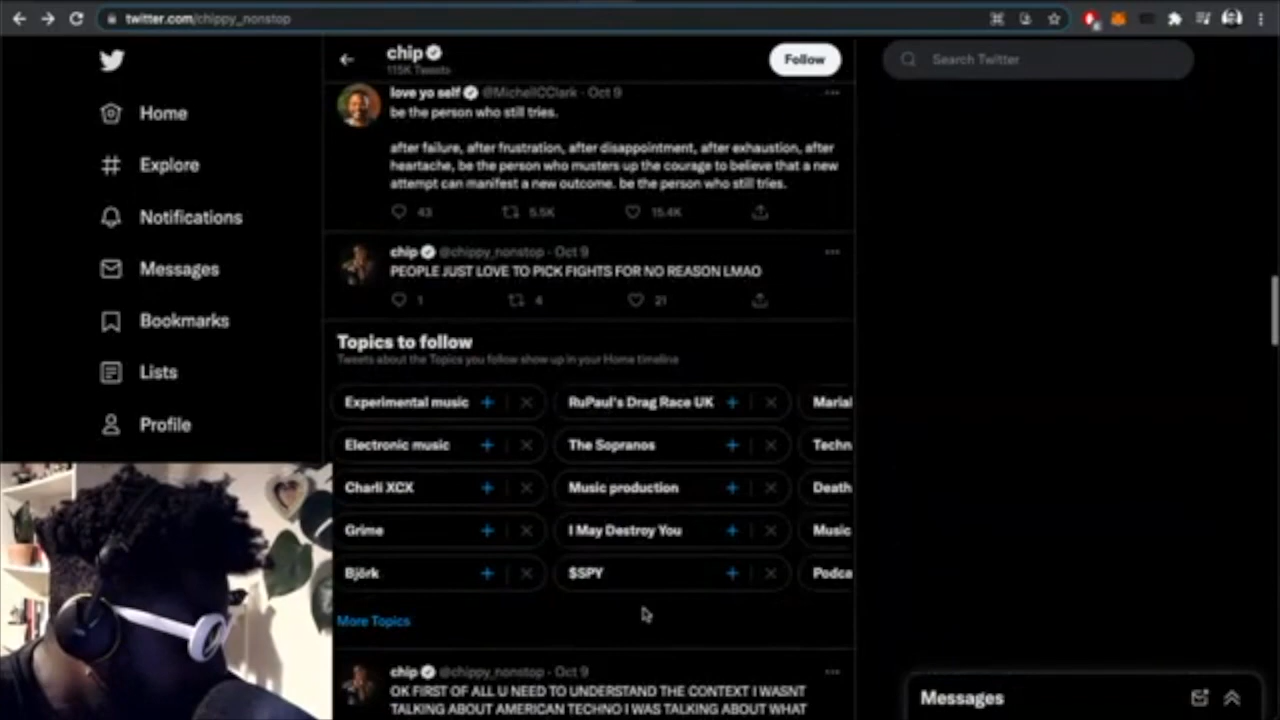 twitter.com/chippy_nonstop
chip
115K Tweets
Follow
Search Twitter
Home
Explore
Notifications
Messages
Bookmarks
Lists
Profile
love yo self @MichellCClark · Oct 9
be the person who still tries.
after failure, after frustration, after disappointment, after exhaustion, after
heartache, be the person who musters up the courage to believe that a new
attempt can manifest a new outcome. be the person who still tries.
43 5.5K 15.4K
chip @chippy_nonstop · Oct 9
PEOPLE JUST LOVE TO PICK FIGHTS FOR NO REASON LMAO
1 4 21
Topics to follow
Tweets about the Topics you follow show up in your Home timeline
Experimental music RuPaul's Drag Race UK Mariah
Electronic music The Sopranos Techn
Charli XCX Music production Death
Grime I May Destroy You Music
Björk $SPY Podca
More Topics
chip @chippy_nonstop · Oct 9
OK FIRST OF ALL U NEED TO UNDERSTAND THE CONTEXT I WASNT
TALKING ABOUT AMERICAN TECHNO I WAS TALKING ABOUT WHAT
Messages